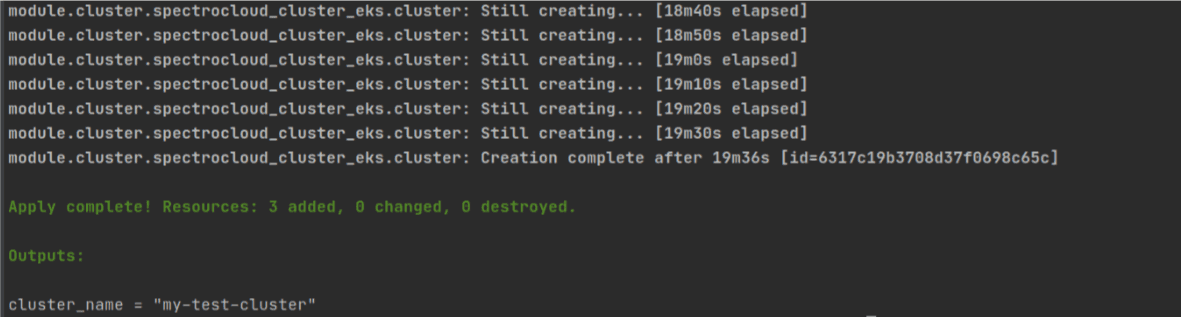 module.cluster.spectrocloud_cluster_eks.cluster: Still creating... [18m40s elapsed]
module.cluster.spectrocloud_cluster_eks.cluster: Still creating... [18m50s elapsed]
module.cluster.spectrocloud_cluster_eks.cluster: Still creating... [19m0s elapsed]
module.cluster.spectrocloud_cluster_eks.cluster: Still creating... [19m10s elapsed]
module.cluster.spectrocloud_cluster_eks.cluster: Still creating... [19m20s elapsed]
module.cluster.spectrocloud_cluster_eks.cluster: Still creating... [19m30s elapsed]
module.cluster.spectrocloud_cluster_eks.cluster: Creation complete after 19m36s [id=6317c19b3708d37f0698c65c]
Apply complete! Resources: 3 added, 0 changed, 0 destroyed.
Outputs:
cluster_name = "my-test-cluster"